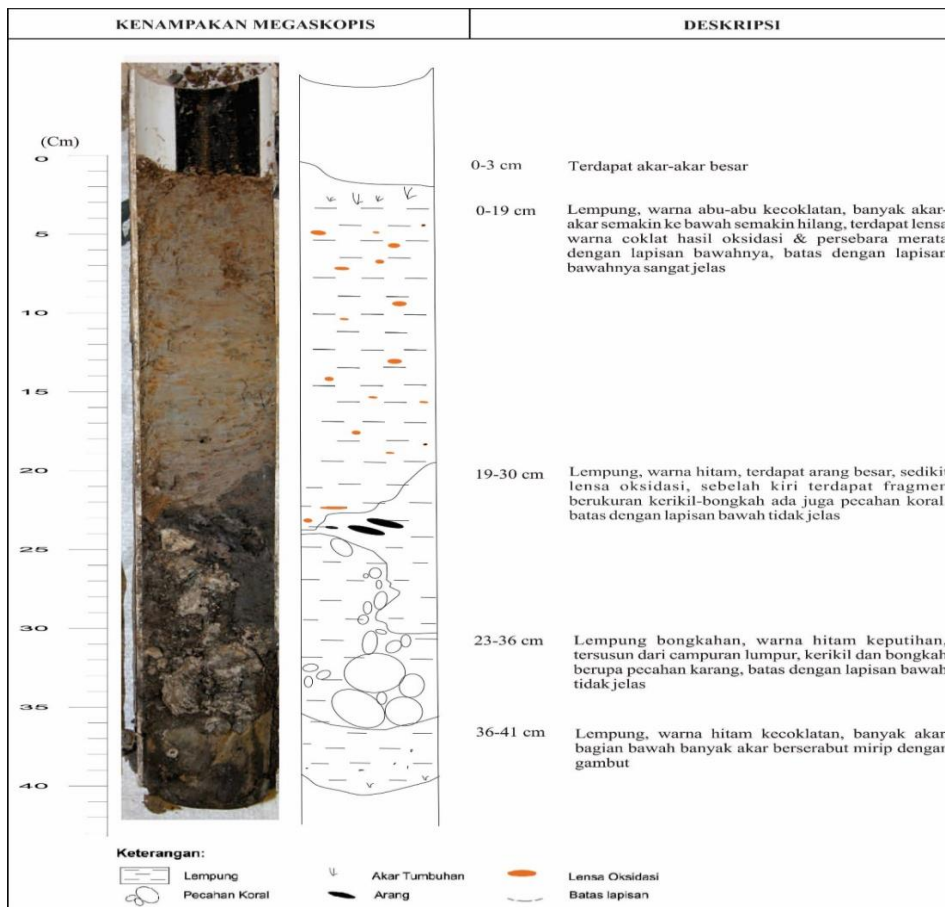 KENAMPAKAN MEGASKOPIS
DESKRIPSI
(Cm)
0
5
10
15
20
25
30
35
40
0-3 cm Terdapat akar-akar besar
0-19 cm Lempung, warna abu-abu kecoklatan, banyak akar-
akar semakin ke bawah semakin hilang, terdapat lensa
warna coklat hasil oksidasi & persebara merata
dengan lapisan bawahnya, batas dengan lapisan
bawahnya sangat jelas
19-30 cm Lempung, warna hitam, terdapat arang besar, sedikit
lensa oksidasi, sebelah kiri terdapat fragmen
berukuran kerikil-bongkah ada juga pecahan koral,
batas dengan lapisan bawah tidak jelas
23-36 cm Lempung bongkahan, warna hitam keputihan,
tersusun dari campuran lumpur, kerikil dan bongkah
berupa pecahan karang, batas dengan lapisan bawah
tidak jelas
36-41 cm Lempung, warna hitam kecoklatan, banyak akar,
bagian bawah banyak akar berserabut mirip dengan
gambut
Keterangan:
Lempung
Akar Tumbuhan
Lensa Oksidasi
Pecahan Koral
Arang
Batas lapisan